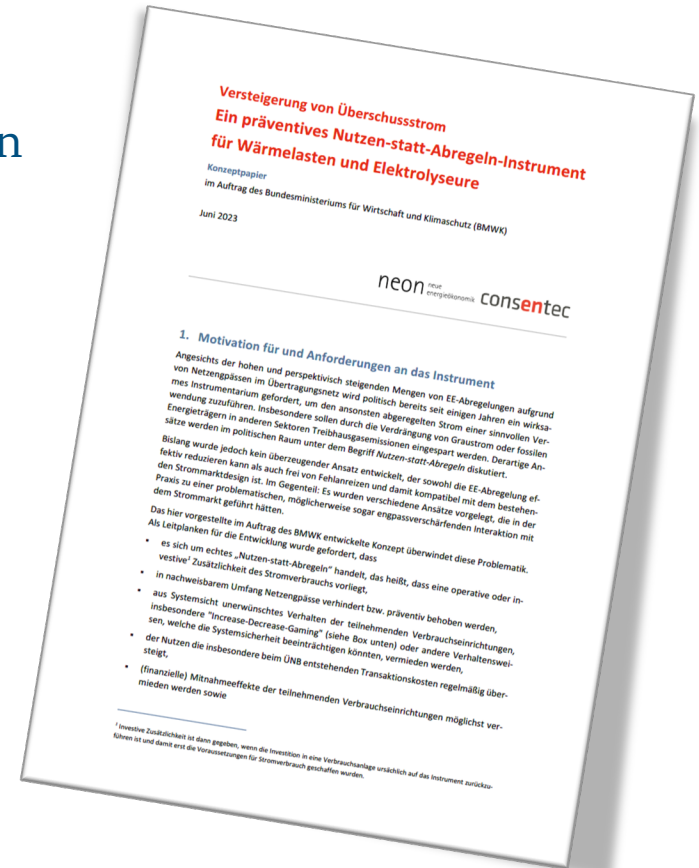 n
Versteigerung von Überschussstrom
Ein präventives Nutzen-statt-Abregeln-Instrument
für Wärmelasten und Elektrolyseure
Konzeptpapier
im Auftrag des Bundesministeriums für Wirtschaft und Klimaschutz (BMWK)
Juni 2023
neon neue energieökonomik consentec
1. Motivation für und Anforderungen an das Instrument
Angesichts der hohen und perspektivisch steigenden Mengen von EE-Abregelungen aufgrund
von Netzengpässen im Übertragungsnetz wird politisch bereits seit einigen Jahren ein wirksa-
mes Instrumentarium gefordert, um den ansonsten abgeregelten Strom einer sinnvollen Ver-
wendung zuzuführen. Insbesondere sollen durch die Verdrängung von Graustrom oder fossilen
Energieträgern in anderen Sektoren Treibhausgasemissionen eingespart werden. Derartige An-
sätze werden im politischen Raum unter dem Begriff Nutzen-statt-Abregeln diskutiert.
Bislang wurde jedoch kein überzeugender Ansatz entwickelt, der sowohl die EE-Abregelung ef-
fektiv reduzieren kann als auch frei von Fehlanreizen und damit kompatibel mit dem bestehen-
den Strommarktdesign ist. Im Gegenteil: Es wurden verschiedene Ansätze vorgelegt, die in der
Praxis zu einer problematischen, möglicherweise sogar engpassverschärfenden Interaktion mit
dem Strommarkt geführt hätten.
Das hier vorgestellte im Auftrag des BMWK entwickelte Konzept überwindet diese Problematik.
Als Leitplanken für die Entwicklung wurde gefordert, dass
• es sich um echtes „Nutzen-statt-Abregeln" handelt, das heißt, dass eine operative oder in-
vestive¹ Zusätzlichkeit des Stromverbrauchs vorliegt,
• in nachweisbarem Umfang Netzengpässe verhindert bzw. präventiv behoben werden,
• aus Systemsicht unerwünschtes Verhalten der teilnehmenden Verbrauchseinrichtungen,
insbesondere "Increase-Decrease-Gaming" (siehe Box unten) oder andere Verhaltenswei-
sen, welche die Systemsicherheit beeinträchtigen könnten, vermieden werden,
• der Nutzen die insbesondere beim ÜNB entstehenden Transaktionskosten regelmäßig über-
steigt,
• (finanzielle) Mitnahmeeffekte der teilnehmenden Verbrauchseinrichtungen möglichst ver-
mieden werden sowie
¹ Investive Zusätzlichkeit ist dann gegeben, wenn die Investition in eine Verbrauchsanlage ursächlich auf das Instrument zurückzu-
führen ist und damit erst die Voraussetzungen für Stromverbrauch geschaffen wurden.